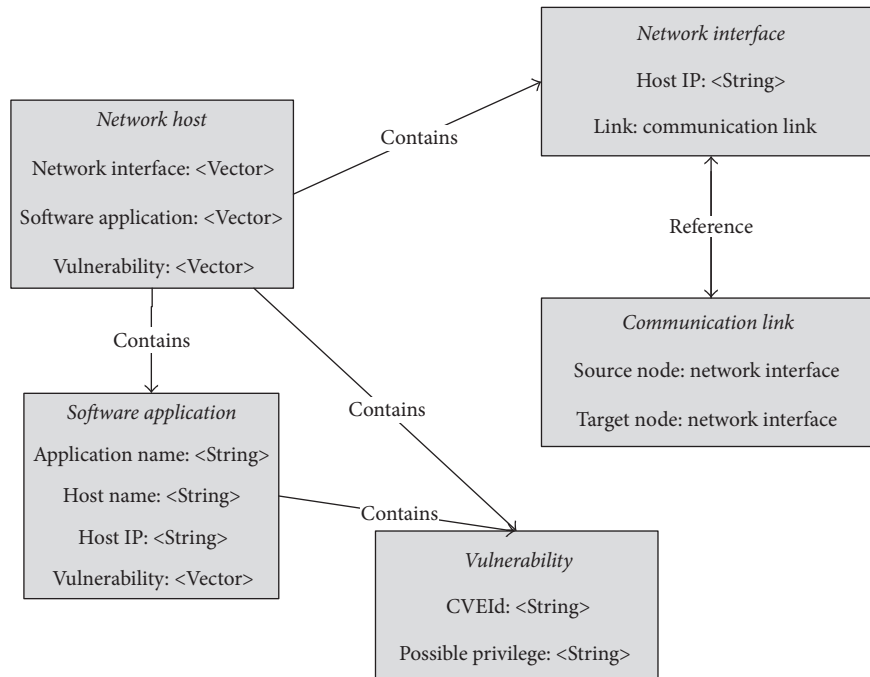 Network interface
Host IP: <String>
Link: communication link
Network host
Network interface: <Vector>
Software application: <Vector>
Vulnerability: <Vector>
Contains
Reference
Contains
Communication link
Source node: network interface
Target node: network interface
Contains
Software application
Application name: <String>
Host name: <String>
Host IP: <String>
Vulnerability: <Vector>
Contains
Vulnerability
CVEId: <String>
Possible privilege: <String>